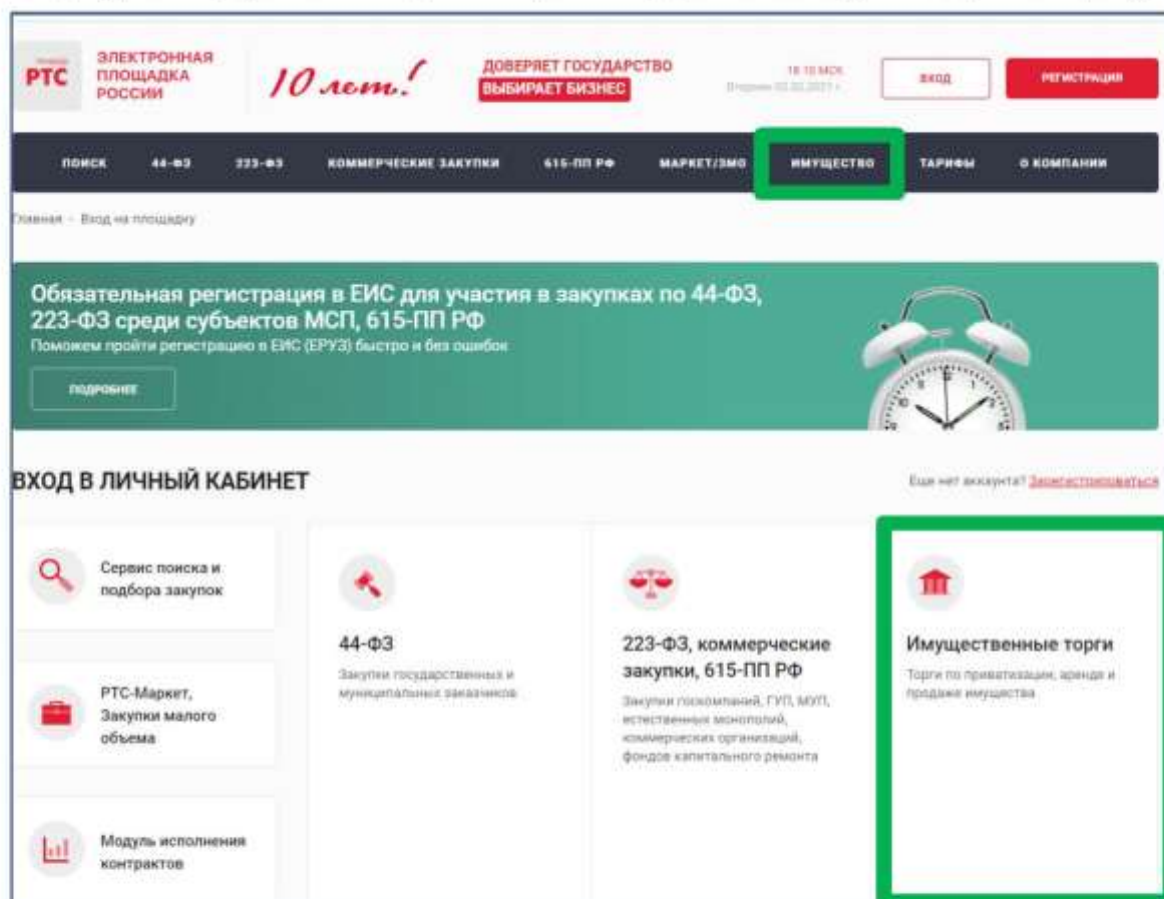 РТС
ЭЛЕКТРОННАЯ
ПЛОЩАДКА
РОССИИ
10 лет!
ДОВЕРЯЕТ ГОСУДАРСТВО
ВЫБИРАЕТ БИЗНЕС
ВХОД
РЕГИСТРАЦИЯ
ПОИСК 44-ФЗ 223-ФЗ КОММЕРЧЕСКИЕ ЗАКУПКИ 615-ПП РФ МАРКЕТ/ЗМО ИМУЩЕСТВО ТАРИФЫ О КОМПАНИИ
Главная - Вход на площадку
Обязательная регистрация в ЕИС для участия в закупках по 44-ФЗ,
223-ФЗ среди субъектов МСП, 615-ПП РФ
Поможем пройти регистрацию в ЕИС (ЕРУЗ) быстро и без ошибок
ПОДРОБНЕЕ
ВХОД В ЛИЧНЫЙ КАБИНЕТ
Еще нет аккаунта? Зарегистрироваться
Сервис поиска и
подбора закупок
РТС-Маркет,
Закупки малого
объема
Модуль исполнения
контрактов
44-ФЗ
Закупки государственных и
муниципальных заказчиков
223-ФЗ, коммерческие
закупки, 615-ПП РФ
Закупки госкомпаний, ГУП, МУП,
естественных монополий,
коммерческих организаций,
фондов капитального ремонта
Имущественные торги
Торги по приватизации, аренде и
продаже имущества